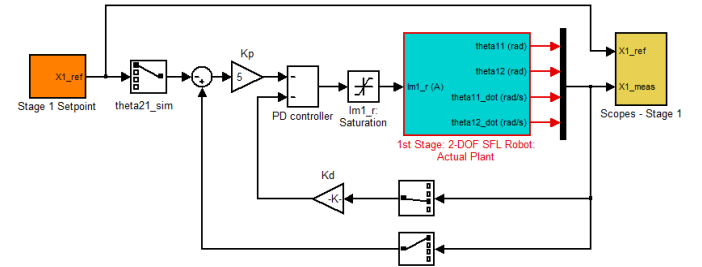 Kp
theta11 (rad)
X1_ref
X1_ref
5
theta12 (rad)
Im1_r (A)
X1_meas
theta11_dot (rad/s)
Stage 1 Setpoint
theta21_sim
PD controller
Im1_r:
Saturation
theta12_dot (rad/s)
Scopes - Stage 1
1st Stage: 2-DOF SFL Robot:
Actual Plant
Kd
-K-